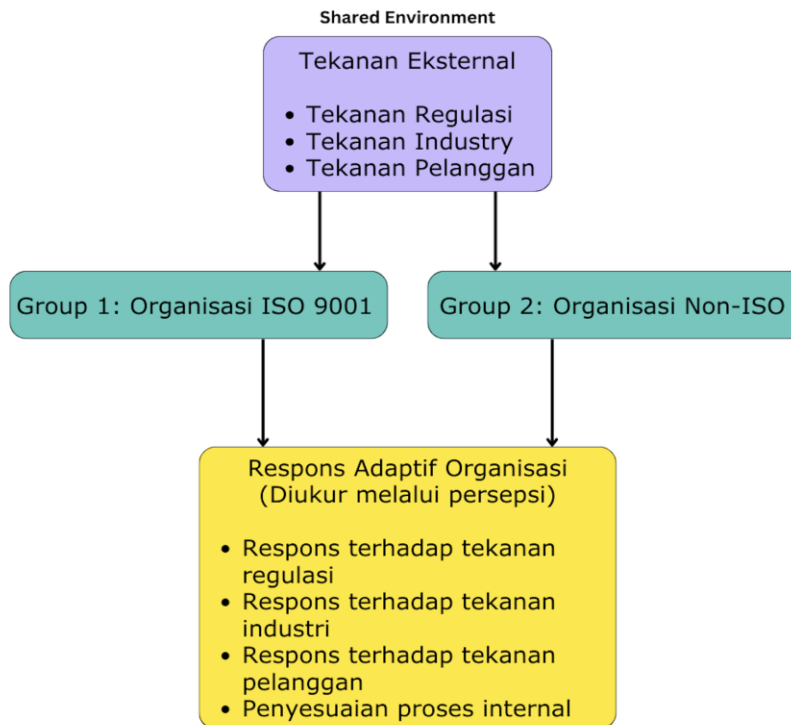 Shared Environment
Tekanan Eksternal
• Tekanan Regulasi
• Tekanan Industry
• Tekanan Pelanggan
Group 1: Organisasi ISO 9001
Group 2: Organisasi Non-ISO
Respons Adaptif Organisasi
(Diukur melalui persepsi)
• Respons terhadap tekanan
regulasi
• Respons terhadap tekanan
industri
• Respons terhadap tekanan
pelanggan
• Penyesuaian proses internal